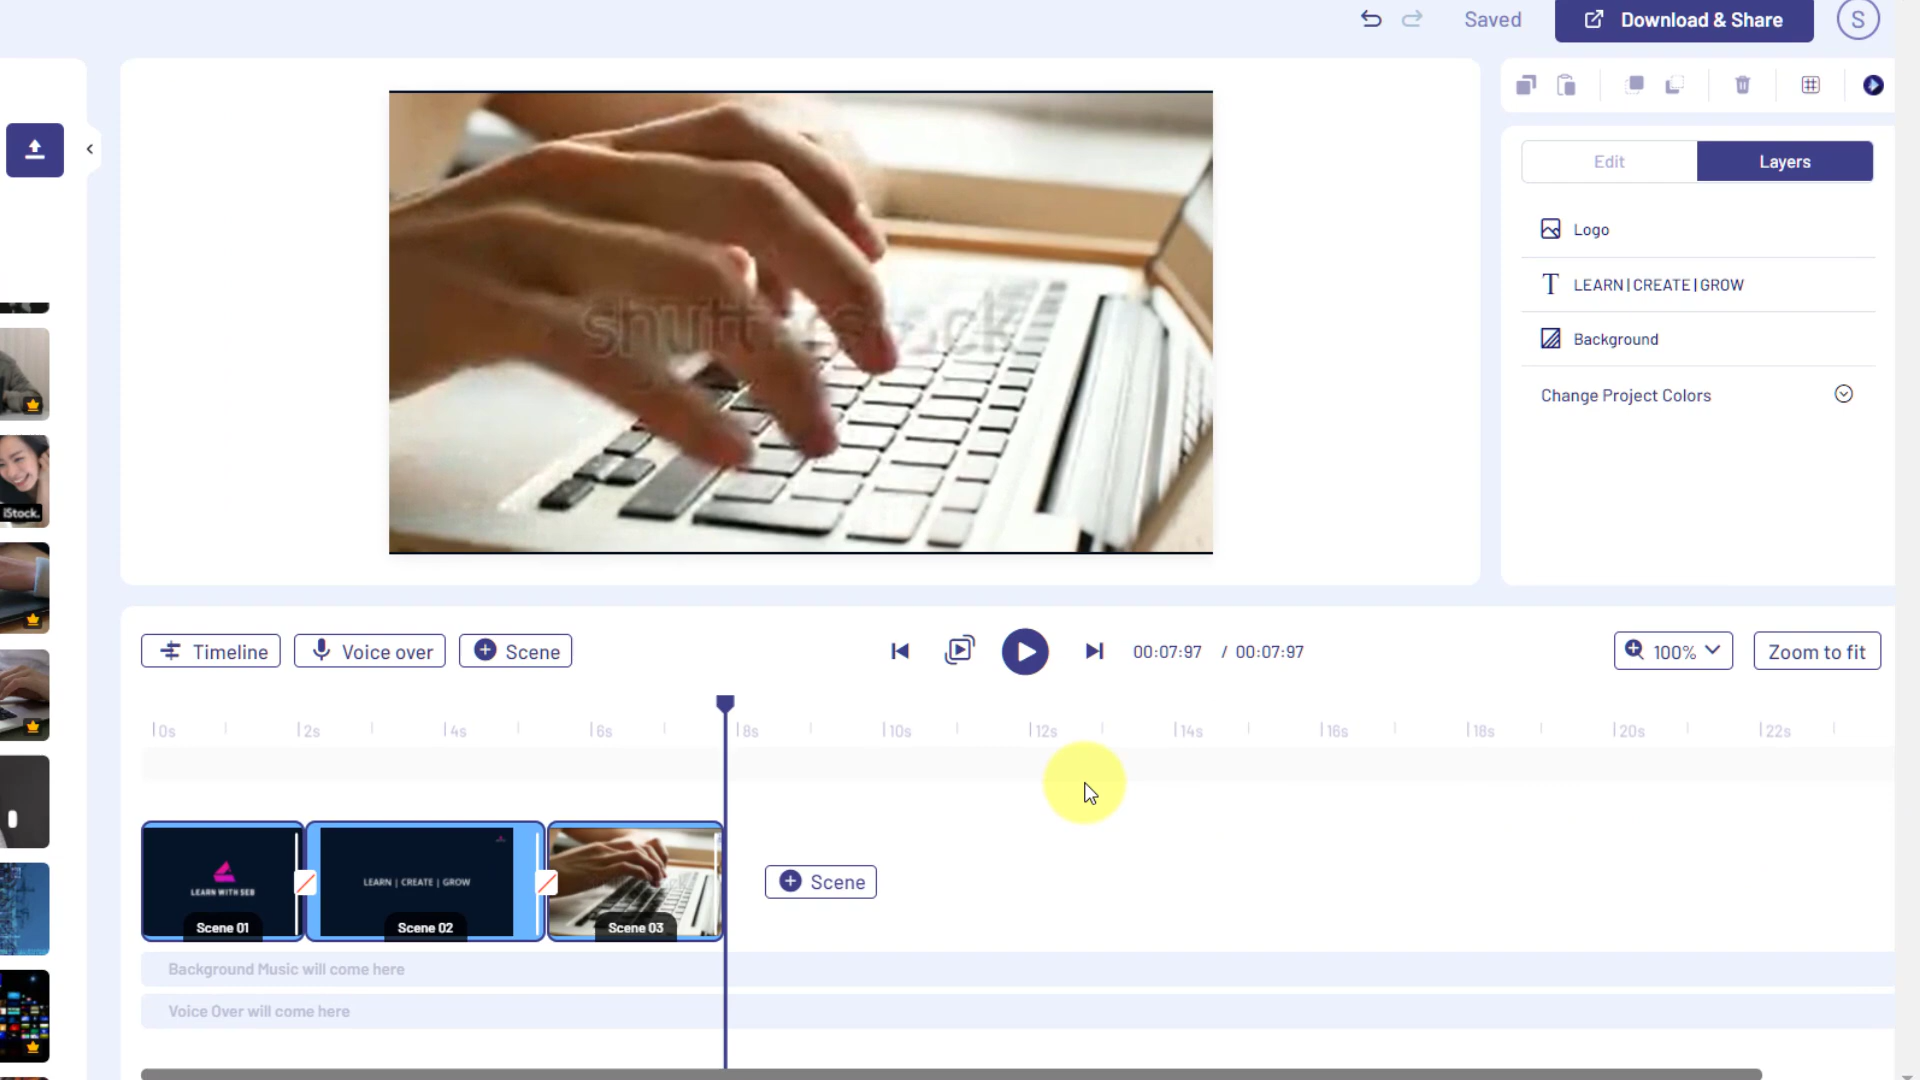 Saved
Download & Share
S
Edit
Layers
Logo
LEARN | CREATE | GROW
Background
Change Project Colors
shutterstock
iStock.
Timeline
Voice over
Scene
00:07:97 / 00:07:97
100%
Zoom to fit
0s 2s 4s 6s 8s 10s 12s 14s 16s 18s 20s 22s
LEARN WITH SEB
Scene 01
LEARN | CREATE | GROW
Scene 02
Scene 03
Scene
Background Music will come here
Voice Over will come here